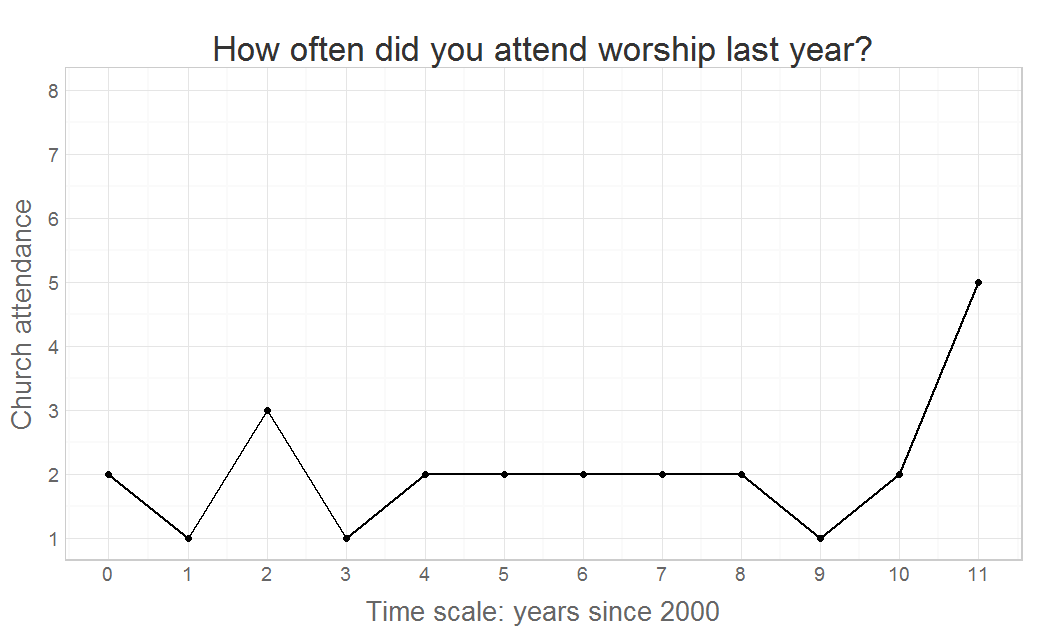 How often did you attend worship last year?
Church attendance
8
7
6
5
4
3
2
1
0 1 2 3 4 5 6 7 8 9 10 11
Time scale: years since 2000